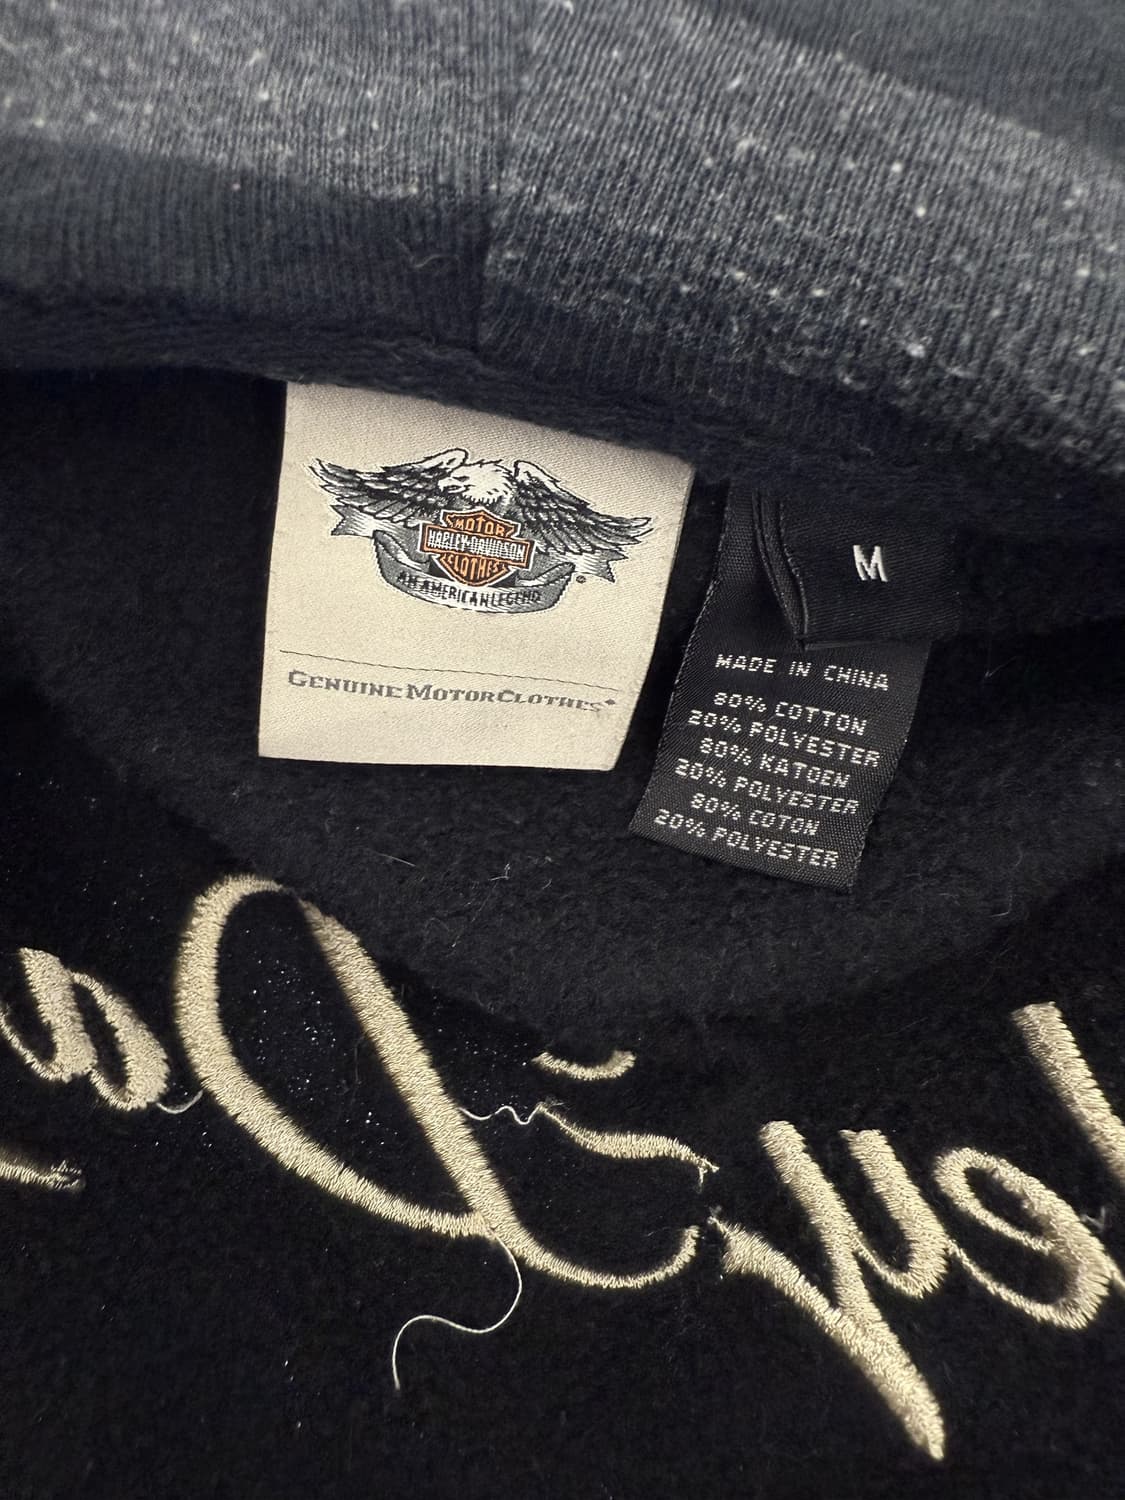 MOTOR
HARLEY-DAVIDSON
CLOTHES
AN AMERICAN LEGEND
GENUINE MOTORCLOTHES®
M
MADE IN CHINA
80% COTTON
20% POLYESTER
80% KATOEN
20% POLYESTER
80% COTON
20% POLYESTER